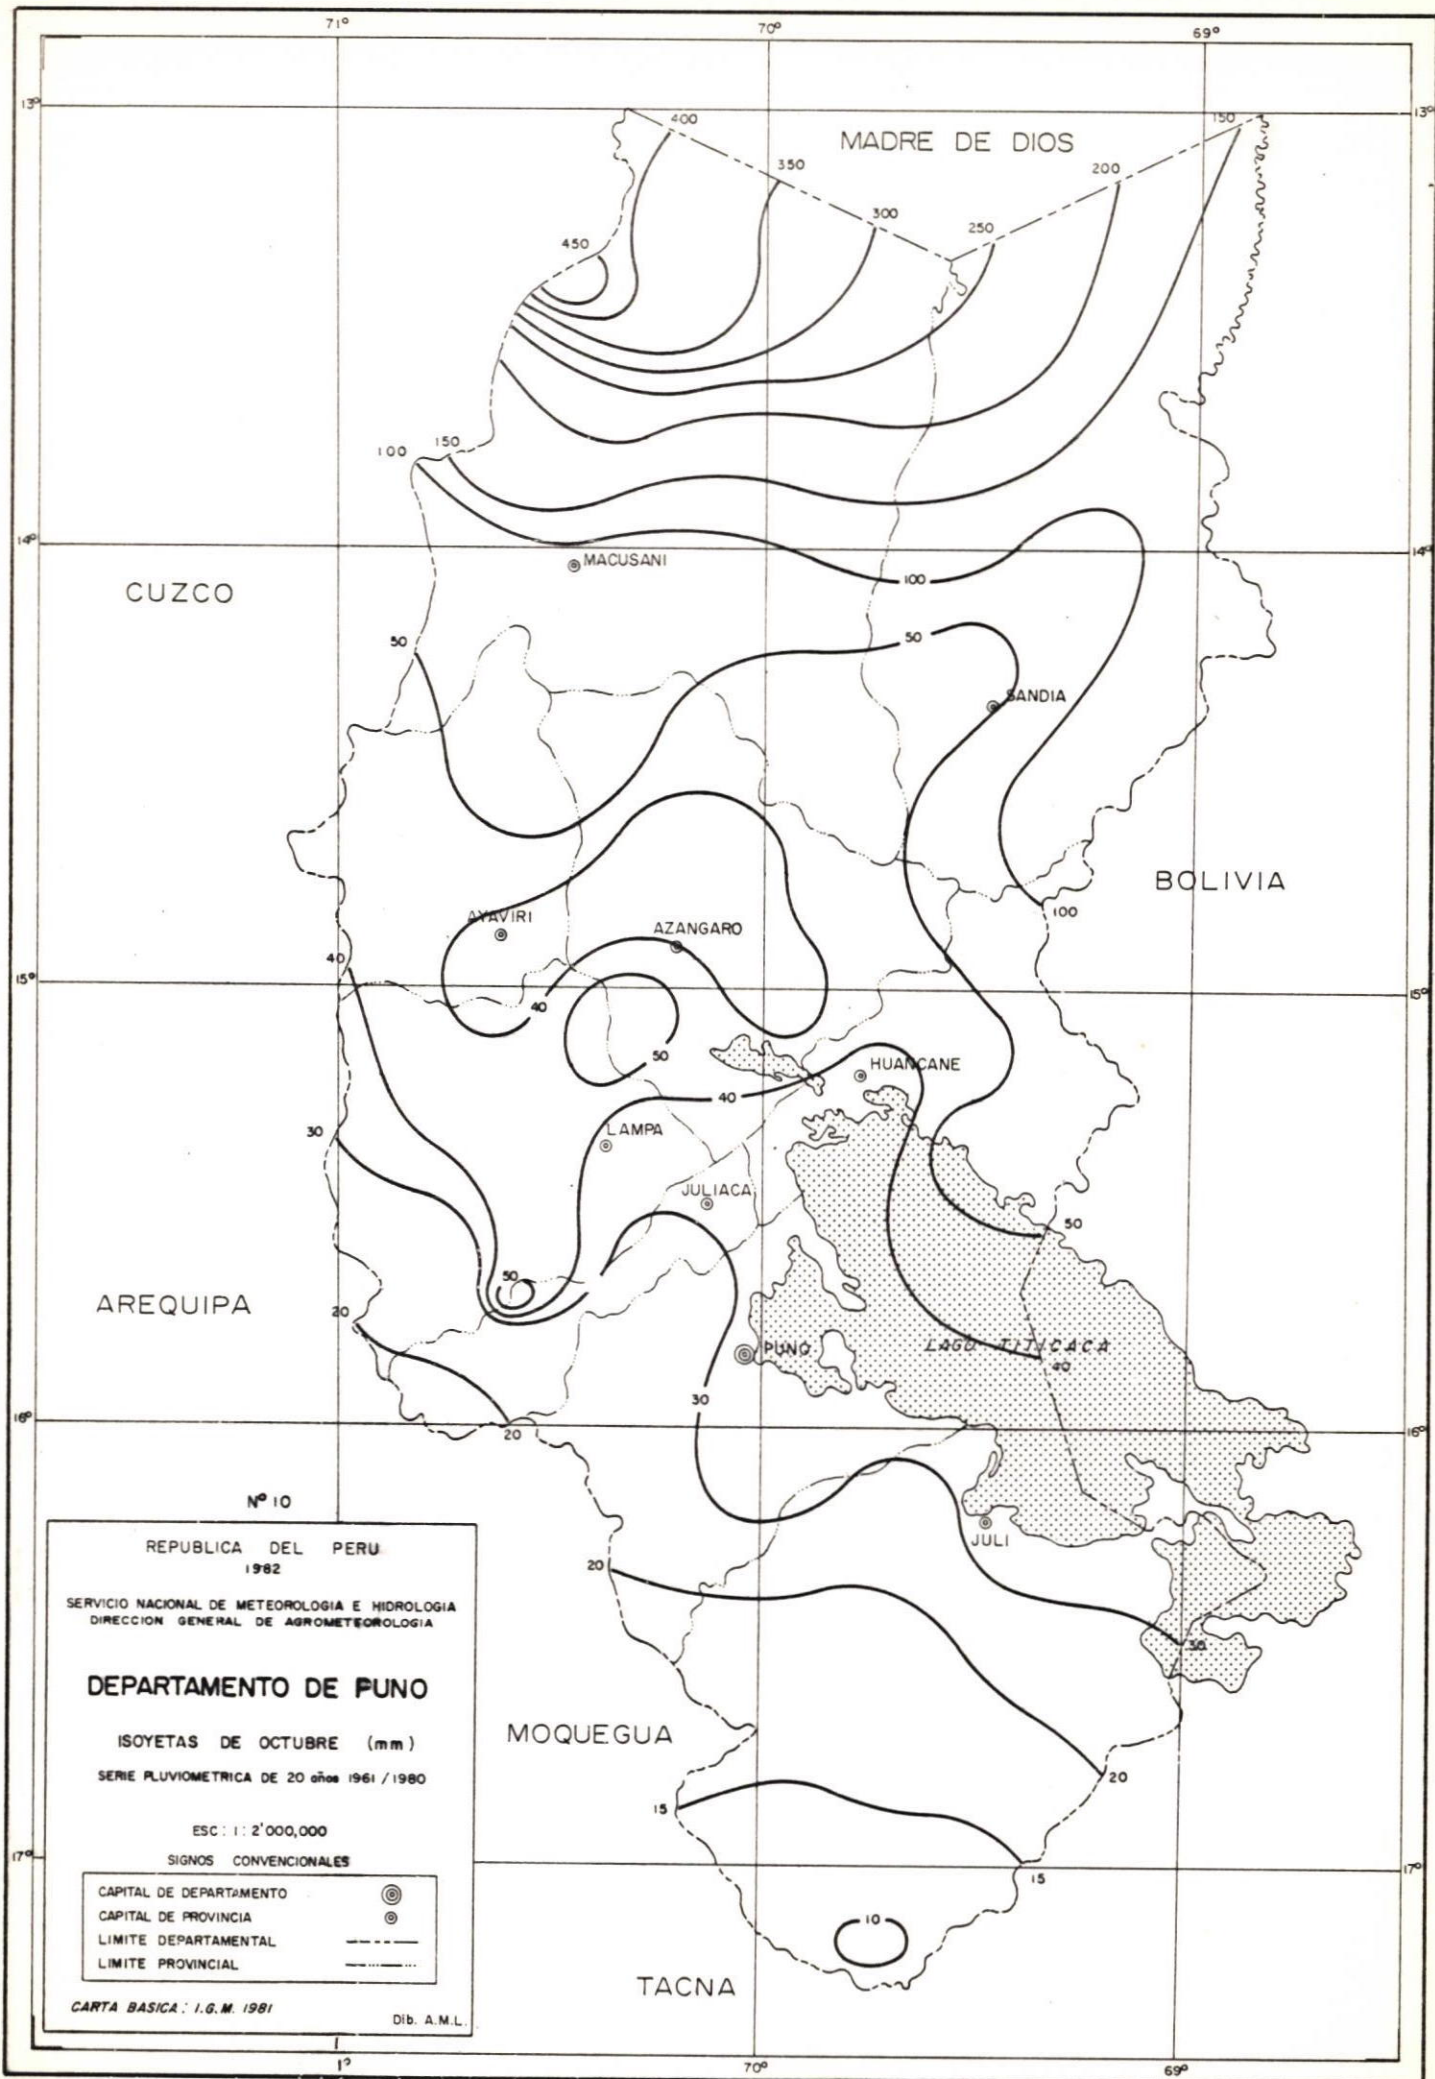 71°
70°
69°
13°
13°
400
MADRE DE DIOS
150
350
200
300
250
450
100
150
14°
14°
MACUSANI
100
CUZCO
50
50
SANDIA
BOLIVIA
100
AYAVIRI
AZANGARO
40
15°
15°
40
50
HUANCANE
40
30
LAMPA
JULIACA
50
50
AREQUIPA
20
PUNO
LAGO TITICACA
40
30
16°
16°
20
Nº 10
JULI
20
30
REPUBLICA DEL PERU
1982
SERVICIO NACIONAL DE METEOROLOGIA E HIDROLOGIA
DIRECCION GENERAL DE AGROMETEOROLOGIA
DEPARTAMENTO DE PUNO
ISOYETAS DE OCTUBRE (mm)
SERIE PLUVIOMETRICA DE 20 años 1961 / 1980
ESC : 1 : 2'000,000
SIGNOS CONVENCIONALES
CAPITAL DE DEPARTAMENTO
CAPITAL DE PROVINCIA
LIMITE DEPARTAMENTAL
LIMITE PROVINCIAL
CARTA BASICA : I.G.M. 1981
Dib. A.M.L.
MOQUEGUA
20
15
17°
17°
15
10
TACNA
1°
70°
69°